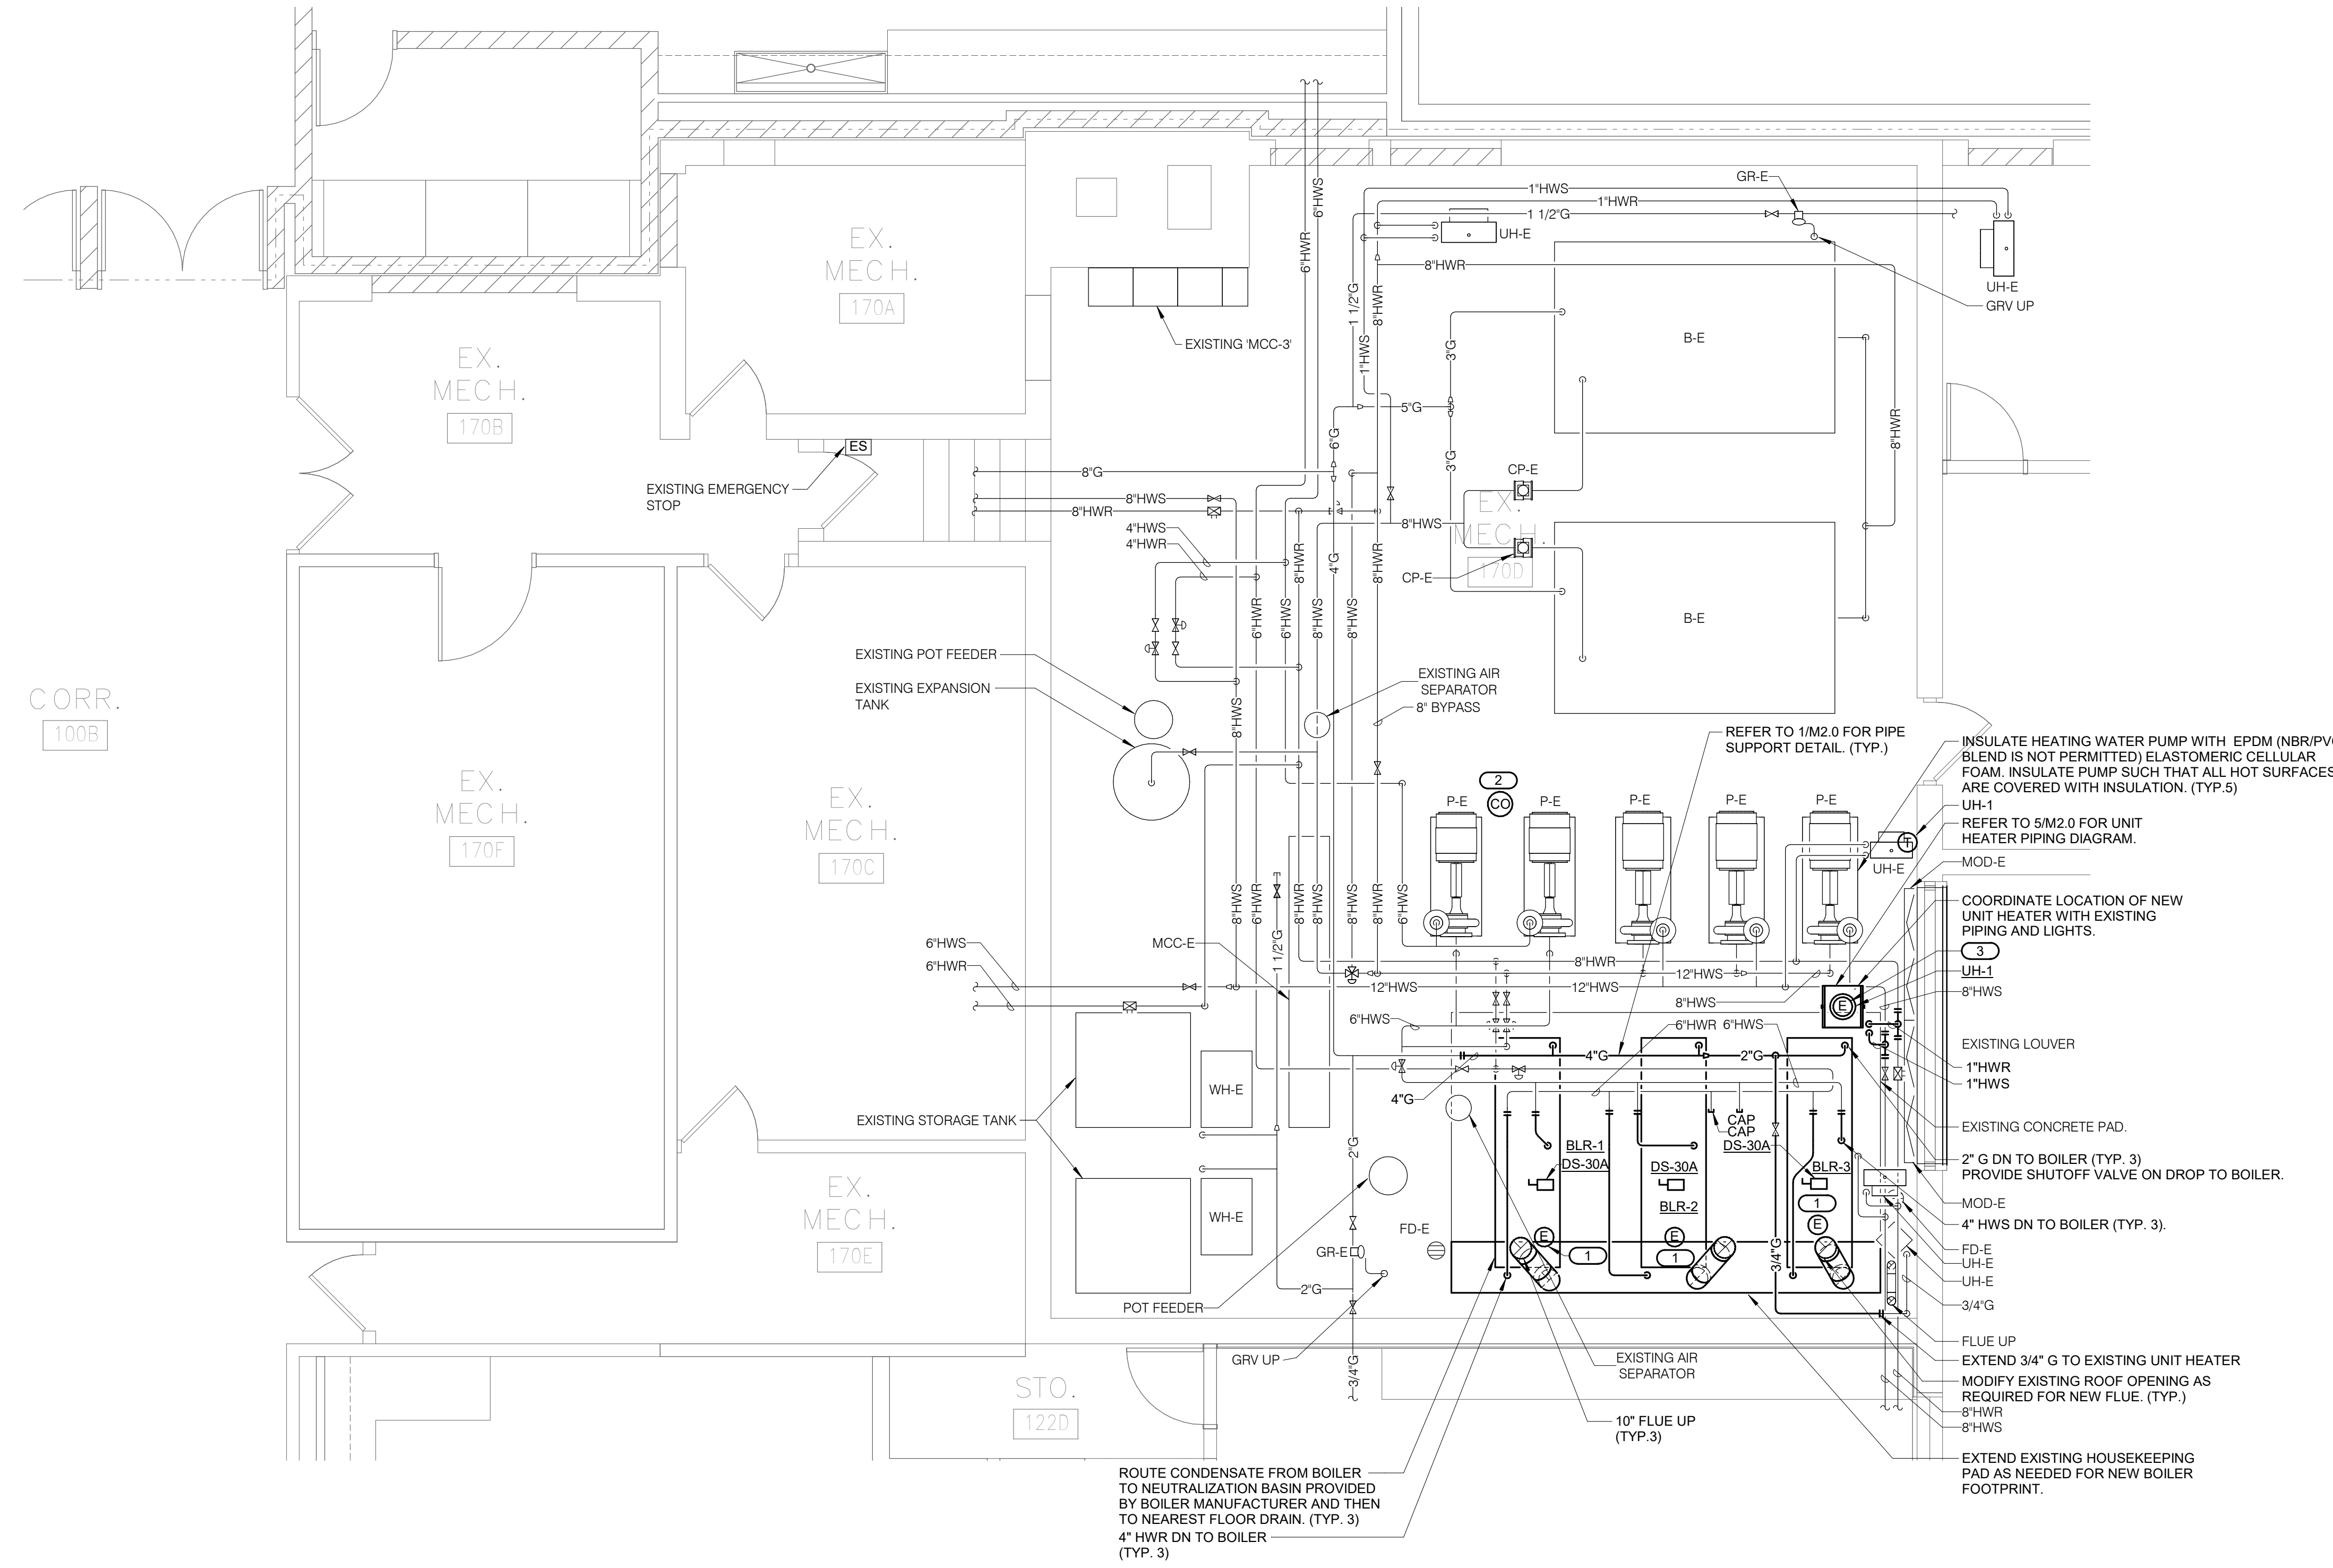 GR-E
1"HWS
1"HWR
1 1/2"G
UH-E
UH-E
GRV UP
6"HWS
6"HWR
8"HWR
EX.
MECH.
170A
EXISTING 'MCC-3'
1 1/2"G
8"HWR
1"HWS
3"G
B-E
EX.
MECH.
170B
5"G
6"G
8"HWR
ES
EXISTING EMERGENCY
STOP
8"G
3"G
CP-E
8"HWS
8"HWR
8"HWS
EX.
MECH.
170D
4"HWS
4"HWR
8"HWR
4"G
8"HWR
CP-E
6"HWR
6"HWS
8"HWS
8"HWS
B-E
EXISTING POT FEEDER
EXISTING EXPANSION
TANK
EXISTING AIR
SEPARATOR
8" BYPASS
CORR.
100B
8"HWS
REFER TO 1/M2.0 FOR PIPE
SUPPORT DETAIL. (TYP.)
INSULATE HEATING WATER PUMP WITH EPDM (NBR/PV
BLEND IS NOT PERMITTED) ELASTOMERIC CELLULAR
FOAM. INSULATE PUMP SUCH THAT ALL HOT SURFACES
ARE COVERED WITH INSULATION. (TYP.5)
2
CO
P-E
P-E
P-E
P-E
P-E
UH-1
REFER TO 5/M2.0 FOR UNIT
HEATER PIPING DIAGRAM.
T
UH-E
MOD-E
EX.
MECH.
170F
EX.
MECH.
170C
8"HWS
6"HWR
8"HWR
8"HWS
8"HWS
8"HWR
6"HWS
1 1/2"G
COORDINATE LOCATION OF NEW
UNIT HEATER WITH EXISTING
PIPING AND LIGHTS.
3
UH-1
8"HWS
6"HWS
6"HWR
MCC-E
8"HWR
12"HWS
12"HWS
12"HWS
8"HWS
E
6"HWS
6"HWR
6"HWS
EXISTING LOUVER
4"G
2"G
1"HWR
1"HWS
4"G
WH-E
EXISTING STORAGE TANK
CAP
CAP
EXISTING CONCRETE PAD.
BLR-1
DS-30A
DS-30A
DS-30A
BLR-3
BLR-2
2" G DN TO BOILER (TYP. 3)
PROVIDE SHUTOFF VALVE ON DROP TO BOILER.
MOD-E
4" HWS DN TO BOILER (TYP. 3).
2"G
1
EX.
MECH.
170E
WH-E
FD-E
GR-E
E
E
E
1
1
3/4"G
FD-E
UH-E
UH-E
3/4"G
2"G
POT FEEDER
FLUE UP
EXTEND 3/4" G TO EXISTING UNIT HEATER
MODIFY EXISTING ROOF OPENING AS
REQUIRED FOR NEW FLUE. (TYP.)
8"HWR
8"HWS
GRV UP
3/4"G
EXISTING AIR
SEPARATOR
STO.
122D
10" FLUE UP
(TYP.3)
EXTEND EXISTING HOUSEKEEPING
PAD AS NEEDED FOR NEW BOILER
FOOTPRINT.
ROUTE CONDENSATE FROM BOILER
TO NEUTRALIZATION BASIN PROVIDED
BY BOILER MANUFACTURER AND THEN
TO NEAREST FLOOR DRAIN. (TYP. 3)
4" HWR DN TO BOILER
(TYP. 3)